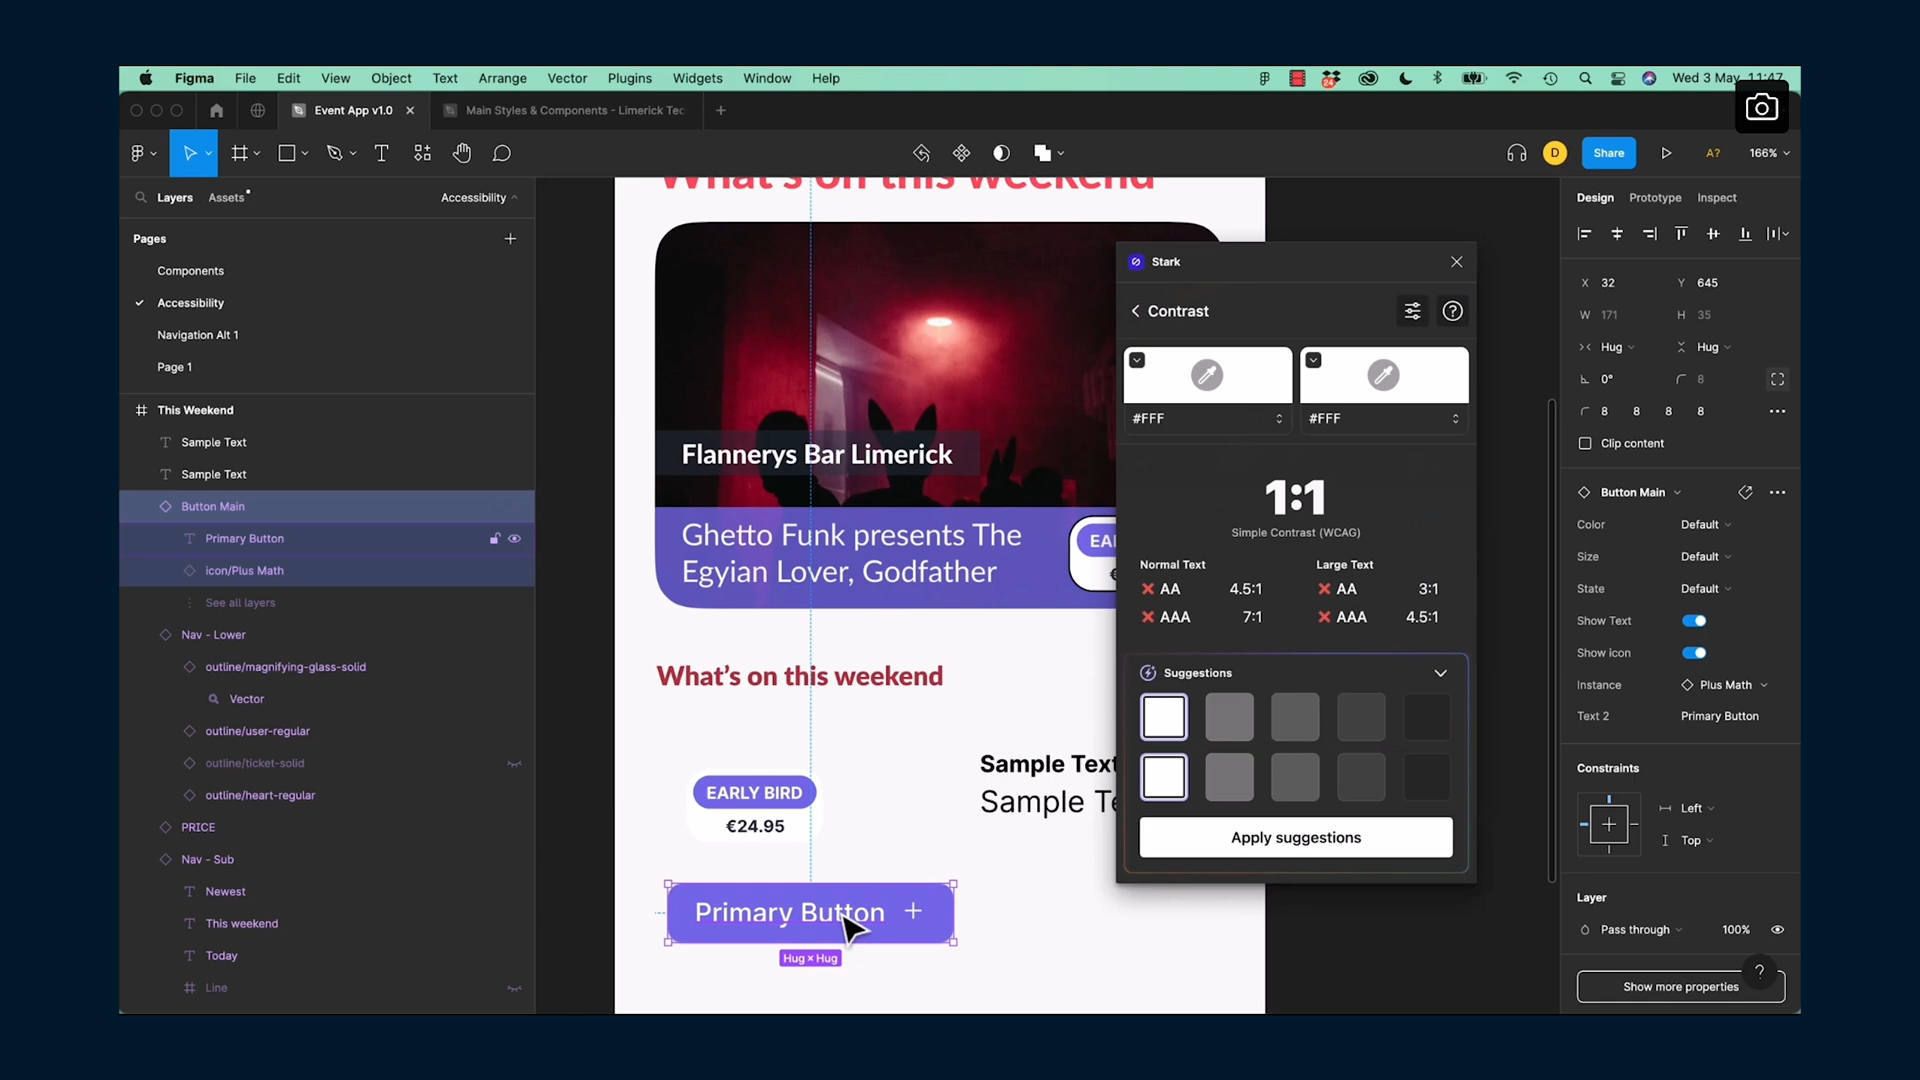 Figma File Edit View Object Text Arrange Vector Plugins Widgets Window Help
24
Wed 3 May 11:47
Event App v1.0
Main Styles & Components - Limerick Tec
D
Share
A?
166%
Layers
Assets
Accessibility
Pages
Components
Accessibility
Navigation Alt 1
Page 1
This Weekend
Sample Text
Sample Text
Button Main
Primary Button
icon/Plus Math
See all layers
Nav - Lower
outline/magnifying-glass-solid
Vector
outline/user-regular
outline/ticket-solid
outline/heart-regular
PRICE
Nav - Sub
Newest
This weekend
Today
Line
What's on this weekend
Flannerys Bar Limerick
Ghetto Funk presents The
Egyian Lover, Godfather
EA
€
What's on this weekend
EARLY BIRD
€24.95
Sample Text
Sample Te
Primary Button
Hug × Hug
Stark
Contrast
#FFF
#FFF
1:1
Simple Contrast (WCAG)
Normal Text
Large Text
AA 4.5:1
AA 3:1
AAA 7:1
AAA 4.5:1
Suggestions
Apply suggestions
Design Prototype Inspect
X 32 Y 645
W 171 H 35
Hug Hug
0° 8
8 8 8 8
Clip content
Button Main
Color Default
Size Default
State Default
Show Text
Show icon
Instance Plus Math
Text 2 Primary Button
Constraints
Left
Top
Layer
Pass through 100%
?
Show more properties